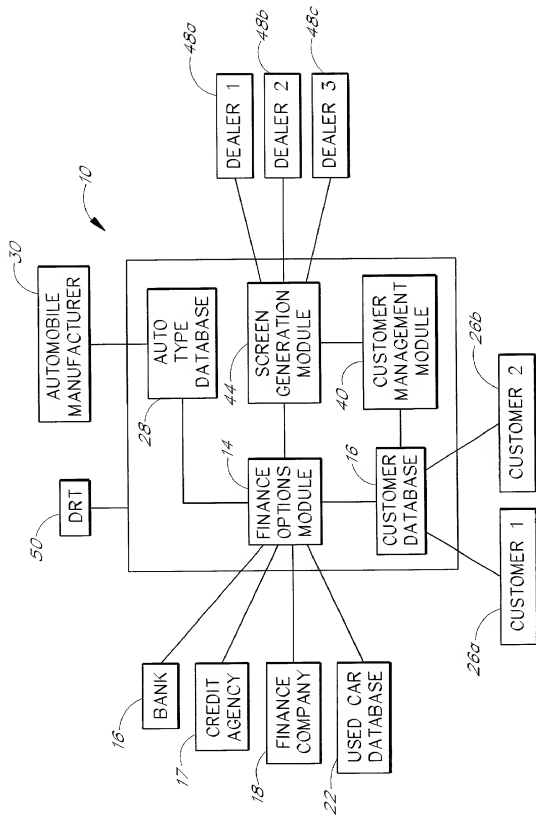 10
50
DRT
30
AUTOMOBILE
MANUFACTURER
16
BANK
17
CREDIT
AGENCY
18
FINANCE
COMPANY
22
USED CAR
DATABASE
28
AUTO
TYPE
DATABASE
14
FINANCE
OPTIONS
MODULE
44
SCREEN
GENERATION
MODULE
16
CUSTOMER
DATABASE
40
CUSTOMER
MANAGEMENT
MODULE
48a
DEALER 1
48b
DEALER 2
48c
DEALER 3
26a
CUSTOMER 1
26b
CUSTOMER 2